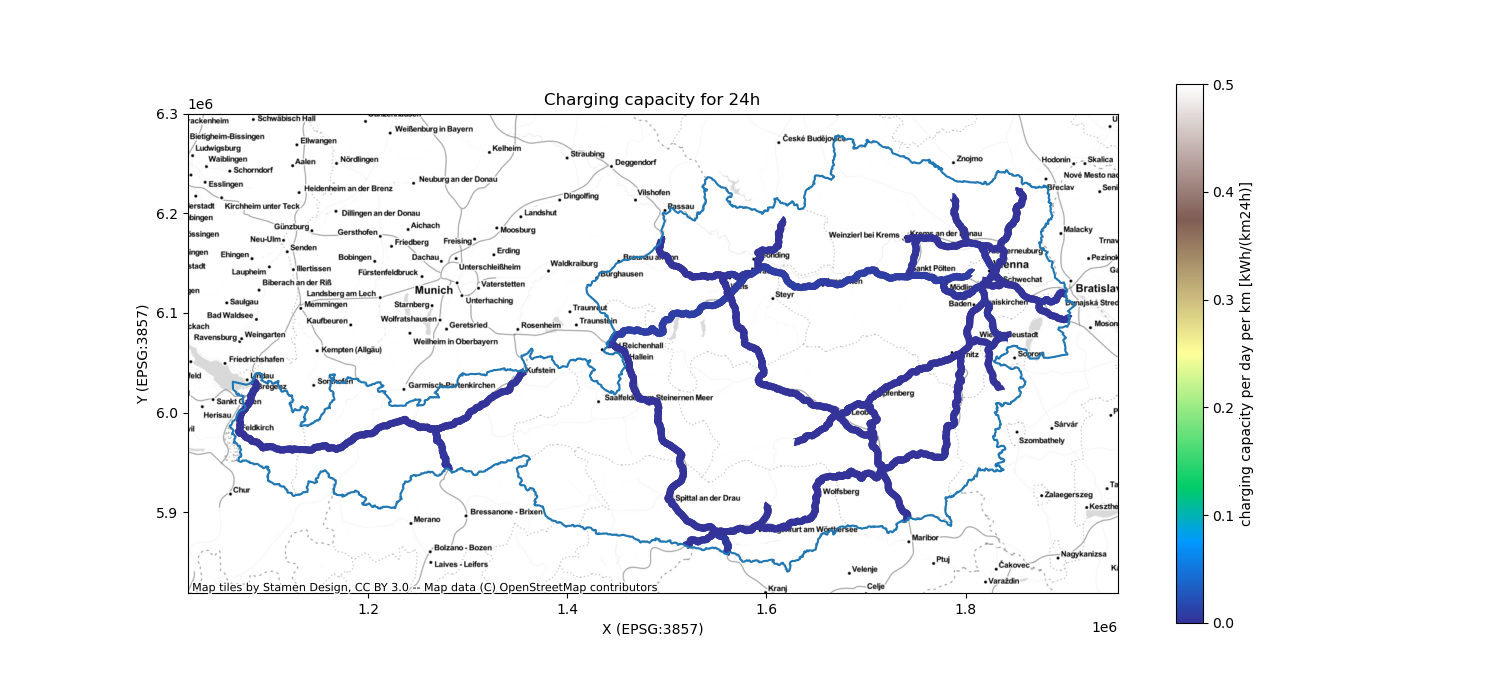 Charging capacity for 24h
1e6
6.3
6.2
6.1
6.0
5.9
Y (EPSG:3857)
Schwäbisch Hall
Weißenburg in Bayern
České Budějovice
Bietigheim-Bissingen
Ellwangen
Ludwigsburg
Kelheim
Straubing
Waiblingen
Aalen
Nördlingen
Deggendorf
Znojmo
Hodonín
Skalica
Schorndorf
Nové Mesto nad
Esslingen
Heidenheim an der Brenz
Neuburg an der Donau
Břeclav
Seni
Dingolfing
Vilshofen
Kirchheim unter Teck
Passau
Dillingen an der Donau
Landshut
Günzburg
Gersthofen
Aichach
Moosburg
Weinzierl bei Krems
Krems an der Donau
Malacky
Neu-Ulm
Senden
Friedberg
Freising
Trnav
Ehingen
Bobingen
Dachau
Erding
Pezinok
Laupheim
Illertissen
Fürstenfeldbruck
Unterschleißheim
Waldkraiburg
Burghausen
Braunau am Inn
Sankt Pölten
Vienna
Biberach an der Riß
Vaterstetten
Schwechat
Munich
Landsberg am Lech
Steyr
Mödling
Bratislav
Saulgau
Memmingen
Starnberg
Unterhaching
Baden
Traiskirchen
Dunajská Stred
Bad Waldsee
Kaufbeuren
Wolfratshausen
Geretsried
Rosenheim
Traunreut
Traunstein
Moson
Ravensburg
Weingarten
Weilheim in Oberbayern
Wiener Neustadt
Kempten (Allgäu)
Reichenhall
Sopron
Friedrichshafen
Hallein
Lindau
Bregenz
Sonthofen
Garmisch-Partenkirchen
Kufstein
Sankt Gallen
Saalfelden am Steinernen Meer
Kapfenberg
Herisau
Leoben
Feldkirch
Sárvár
Szombathely
Chur
Spittal an der Drau
Wolfsberg
Zalaegerszeg
Keszthe
Merano
Bressanone - Brixen
Klagenfurt am Wörthersee
Maribor
Bolzano - Bozen
Nagykanizsa
Laives - Leifers
Velenje
Ptuj
Čakovec
Kranj
Celje
Varaždin
Map tiles by Stamen Design, CC BY 3.0 -- Map data (C) OpenStreetMap contributors
1.2
1.4
1.6
1.8
1e6
X (EPSG:3857)
0.5
0.4
0.3
0.2
0.1
0.0
charging capacity per day per km [kWh/(km24h)]